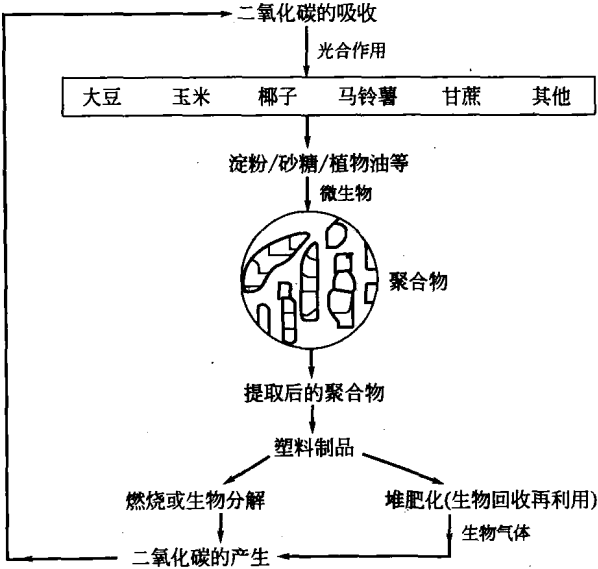 二氧化碳的吸收
光合作用
大豆 玉米 椰子 马铃薯 甘蔗 其他
淀粉/砂糖/植物油等
微生物
聚合物
提取后的聚合物
塑料制品
燃烧或生物分解 堆肥化(生物回收再利用)
生物气体
二氧化碳的产生